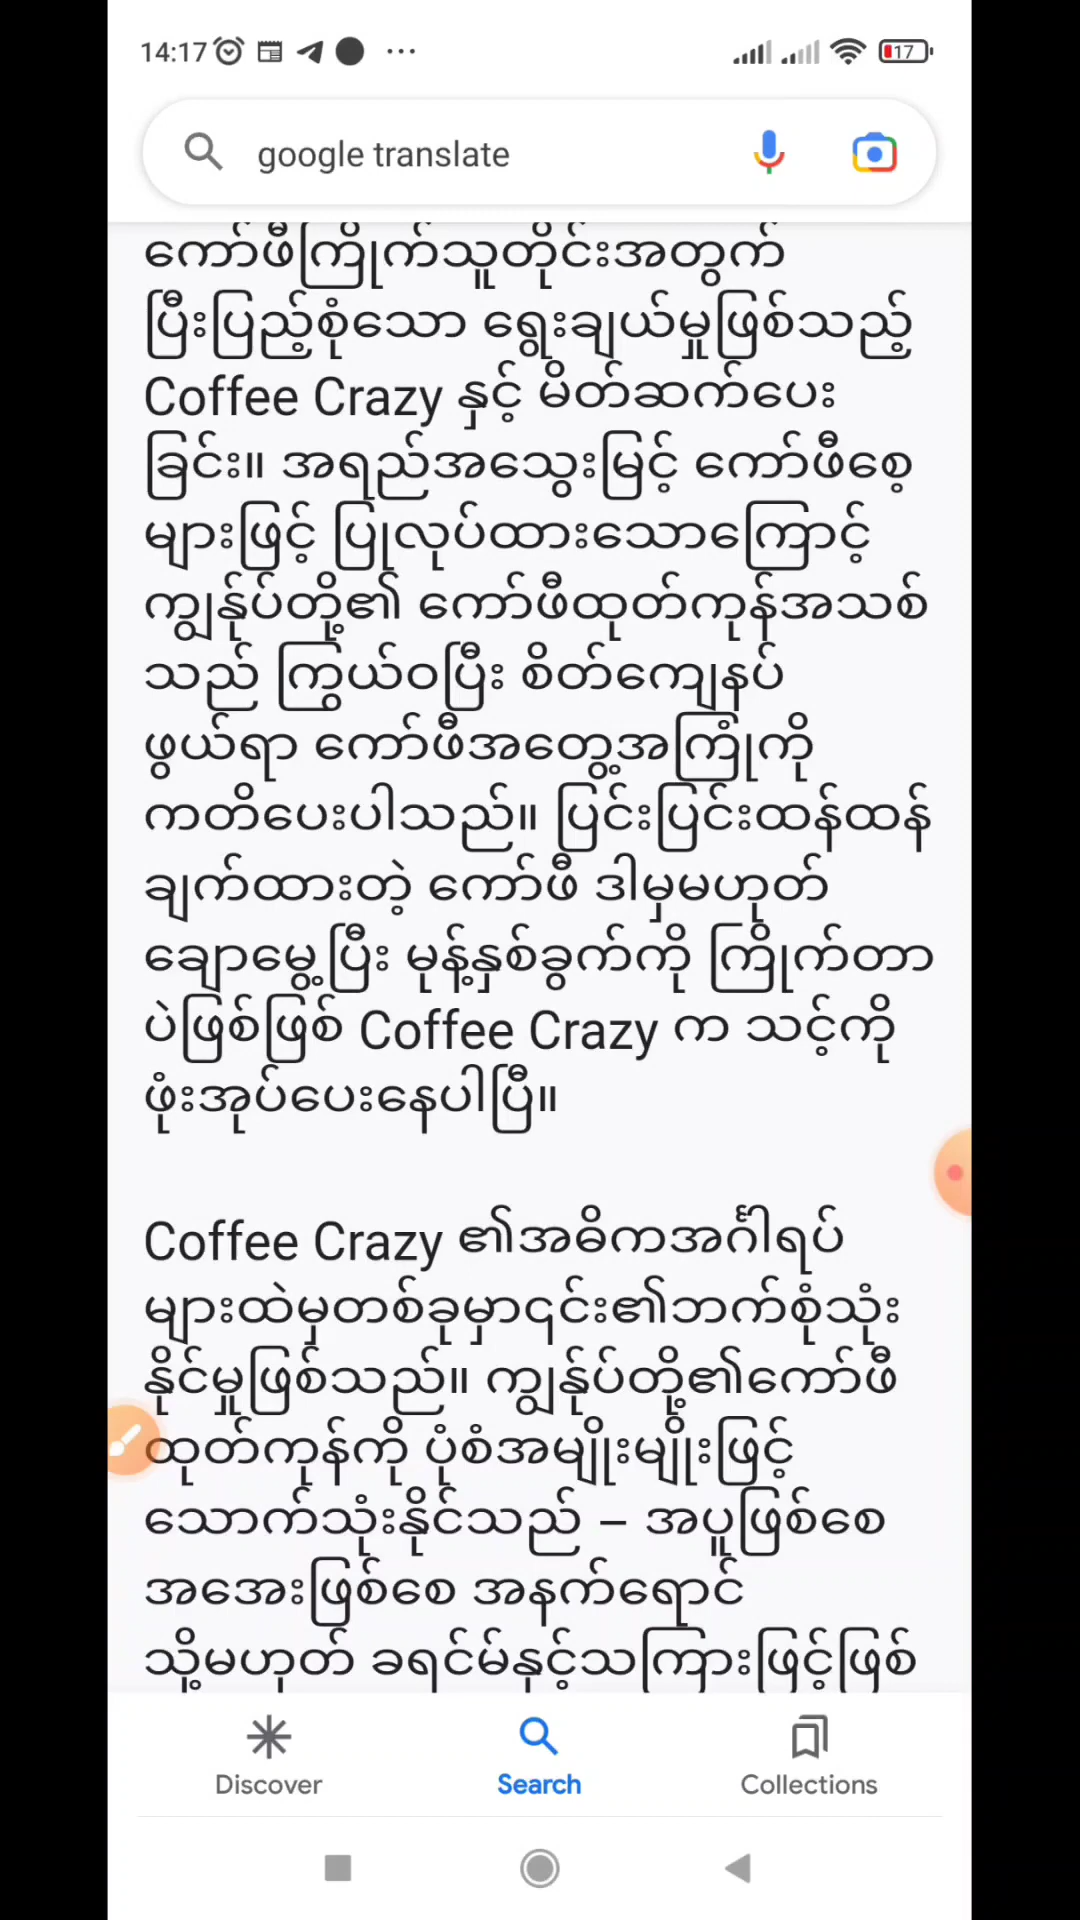 14:17
17
google translate
ကော်ဖီကြိုက်သူတိုင်းအတွက်
ပြီးပြည့်စုံသော ရွေးချယ်မှုဖြစ်သည့်
Coffee Crazy နှင့် မိတ်ဆက်ပေး
ခြင်း။ အရည်အသွေးမြင့် ကော်ဖီစေ့
များဖြင့် ပြုလုပ်ထားသောကြောင့်
ကျွန်ုပ်တို့၏ ကော်ဖီထုတ်ကုန်အသစ်
သည် ကြွယ်ဝပြီး စိတ်ကျေနပ်
ဖွယ်ရာ ကော်ဖီအတွေ့အကြုံကို
ကတိပေးပါသည်။ ပြင်းပြင်းထန်ထန်
ချက်ထားတဲ့ ကော်ဖီ ဒါမှမဟုတ်
ချောမွေ့ပြီး မုန့်နှစ်ခွက်ကို ကြိုက်တာ
ပဲဖြစ်ဖြစ် Coffee Crazy က သင့်ကို
ဖုံးအုပ်ပေးနေပါပြီ။
Coffee Crazy ၏အဓိကအင်္ဂါရပ်
များထဲမှတစ်ခုမှာ၎င်း၏ဘက်စုံသုံး
နိုင်မှုဖြစ်သည်။ ကျွန်ုပ်တို့၏ကော်ဖီ
ထုတ်ကုန်ကို ပုံစံအမျိုးမျိုးဖြင့်
သောက်သုံးနိုင်သည် – အပူဖြစ်စေ
အအေးဖြစ်စေ အနက်ရောင်
သို့မဟုတ် ခရင်မ်နှင့်သကြားဖြင့်ဖြစ်
Discover
Search
Collections